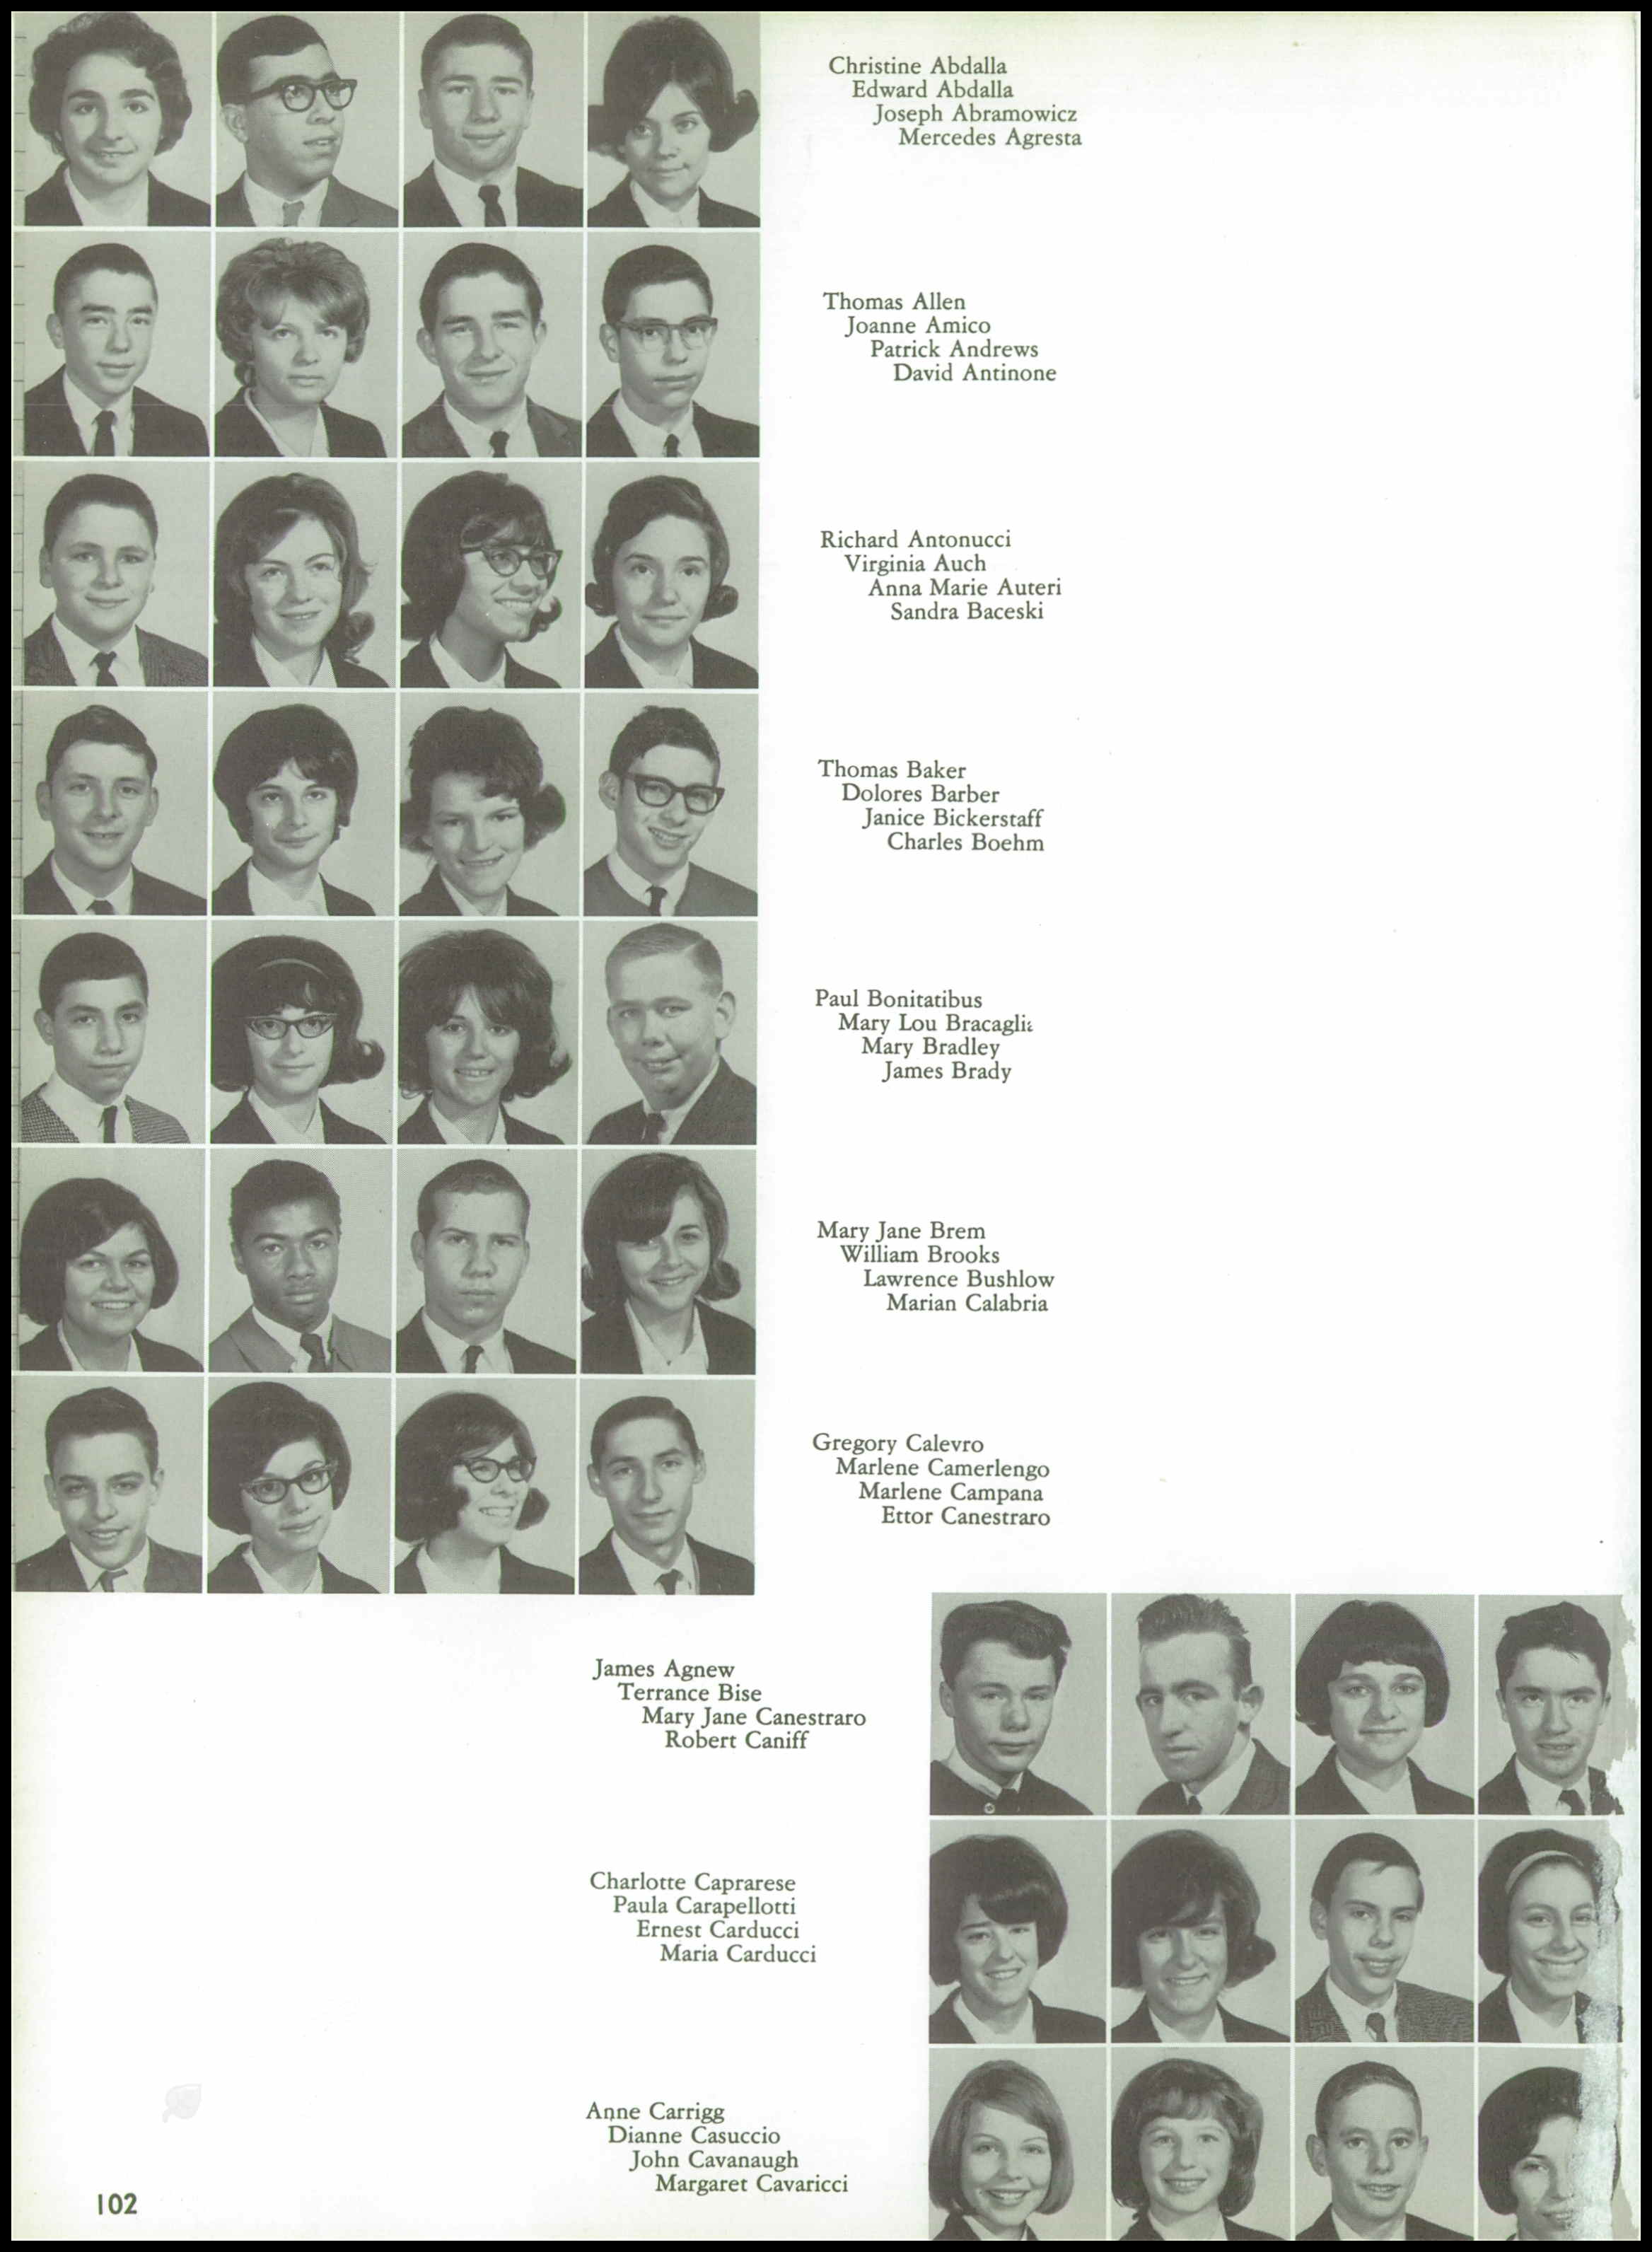 Christine Abdalla
Edward Abdalla
Joseph Abramowicz
Mercedes Agresta
Thomas Allen
Joanne Amico
Patrick Andrews
David Antinone
Richard Antonucci
Virginia Auch
Anna Marie Auteri
Sandra Baceski
Thomas Baker
Dolores Barber
Janice Bickerstaff
Charles Boehm
Paul Bonitatibus
Mary Lou Bracaglia
Mary Bradley
James Brady
Mary Jane Brem
William Brooks
Lawrence Bushlow
Marian Calabria
Gregory Calevro
Marlene Camerlengo
Marlene Campana
Ettor Canestraro
James Agnew
Terrance Bise
Mary Jane Canestraro
Robert Caniff
Charlotte Caprarese
Paula Carapellotti
Ernest Carducci
Maria Carducci
Anne Carrigg
Dianne Casuccio
John Cavanaugh
Margaret Cavaricci
102